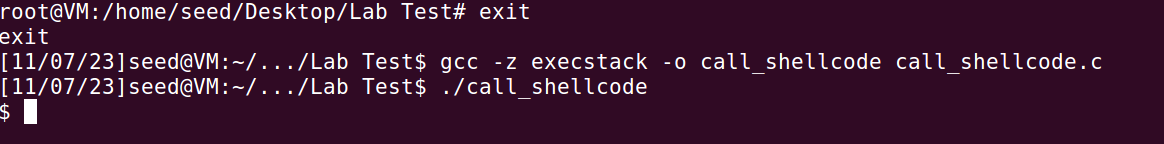 root@VM:/home/seed/Desktop/Lab Test# exit
exit
[11/07/23]seed@VM:~/.../Lab Test$ gcc -z execstack -o call_shellcode call_shellcode.c
[11/07/23]seed@VM:~/.../Lab Test$ ./call_shellcode
$